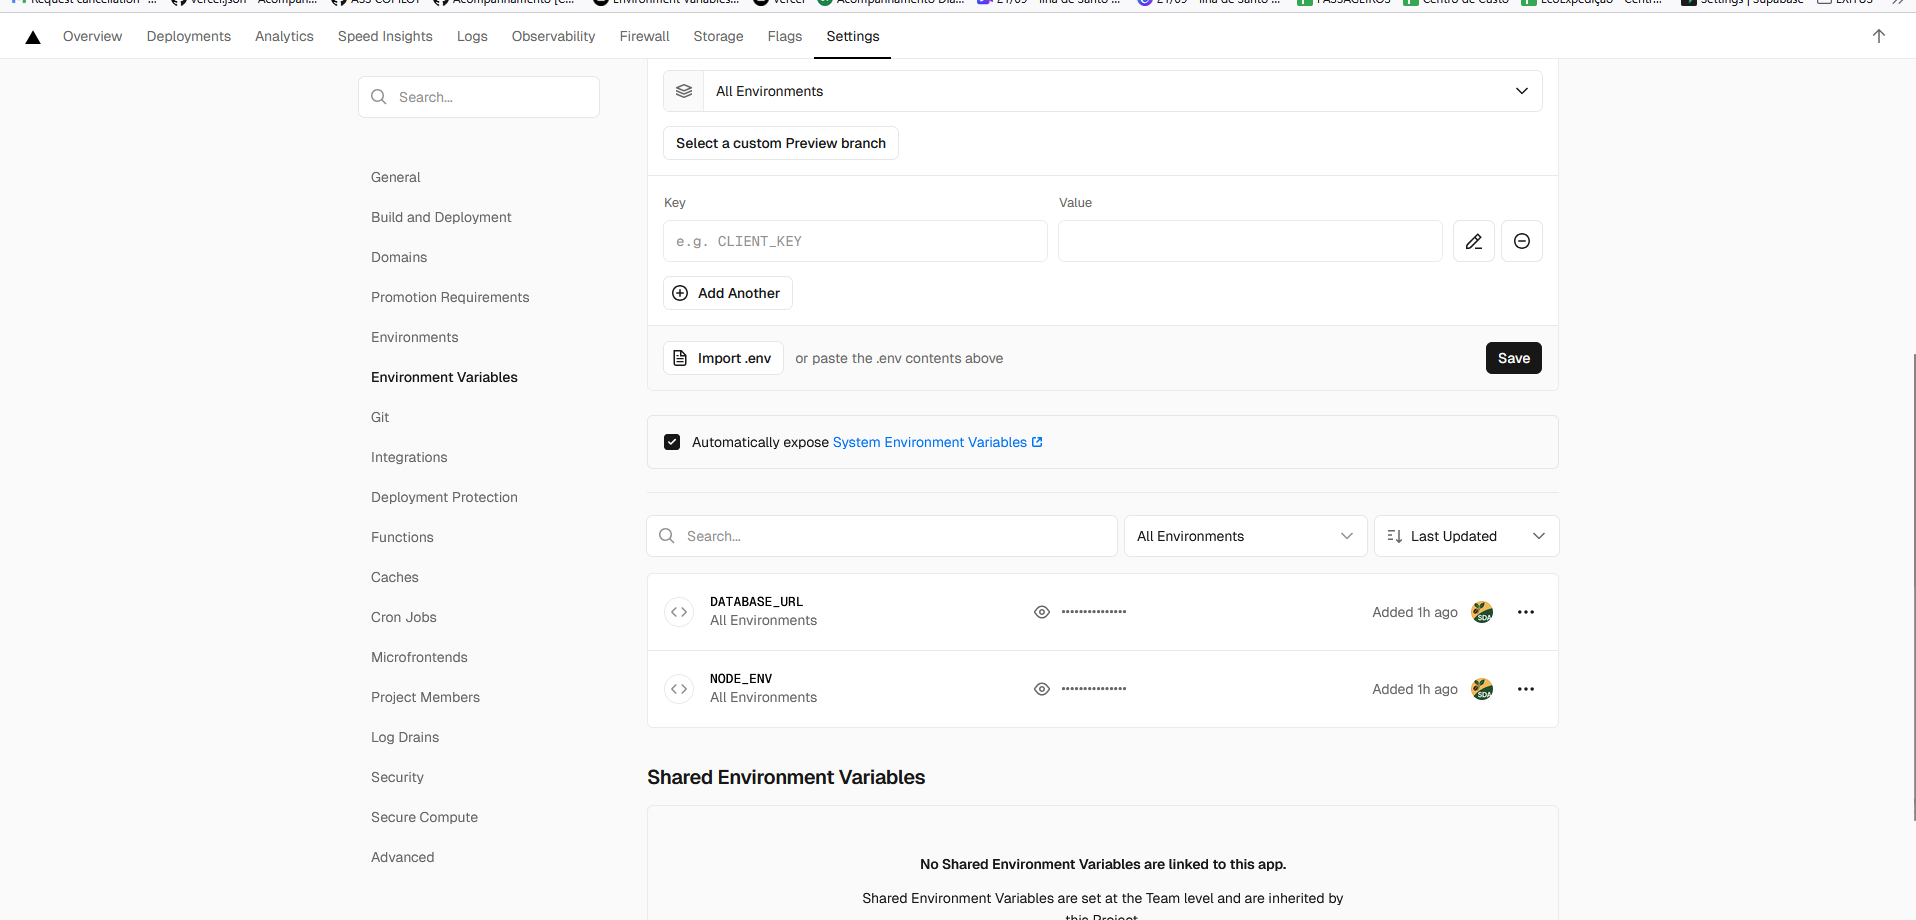 Overview Deployments Analytics Speed Insights Logs Observability Firewall Storage Flags Settings
Search...
General
Build and Deployment
Domains
Promotion Requirements
Environments
Environment Variables
Git
Integrations
Deployment Protection
Functions
Caches
Cron Jobs
Microfrontends
Project Members
Log Drains
Security
Secure Compute
Advanced
All Environments
Select a custom Preview branch
Key Value
e.g. CLIENT_KEY
Add Another
Import .env or paste the .env contents above Save
Automatically expose System Environment Variables
Search... All Environments Last Updated
DATABASE_URL
All Environments
•••••••••••••• Added 1h ago SDA
NODE_ENV
All Environments
•••••••••••••• Added 1h ago SDA
Shared Environment Variables
No Shared Environment Variables are linked to this app.
Shared Environment Variables are set at the Team level and are inherited by
this Project